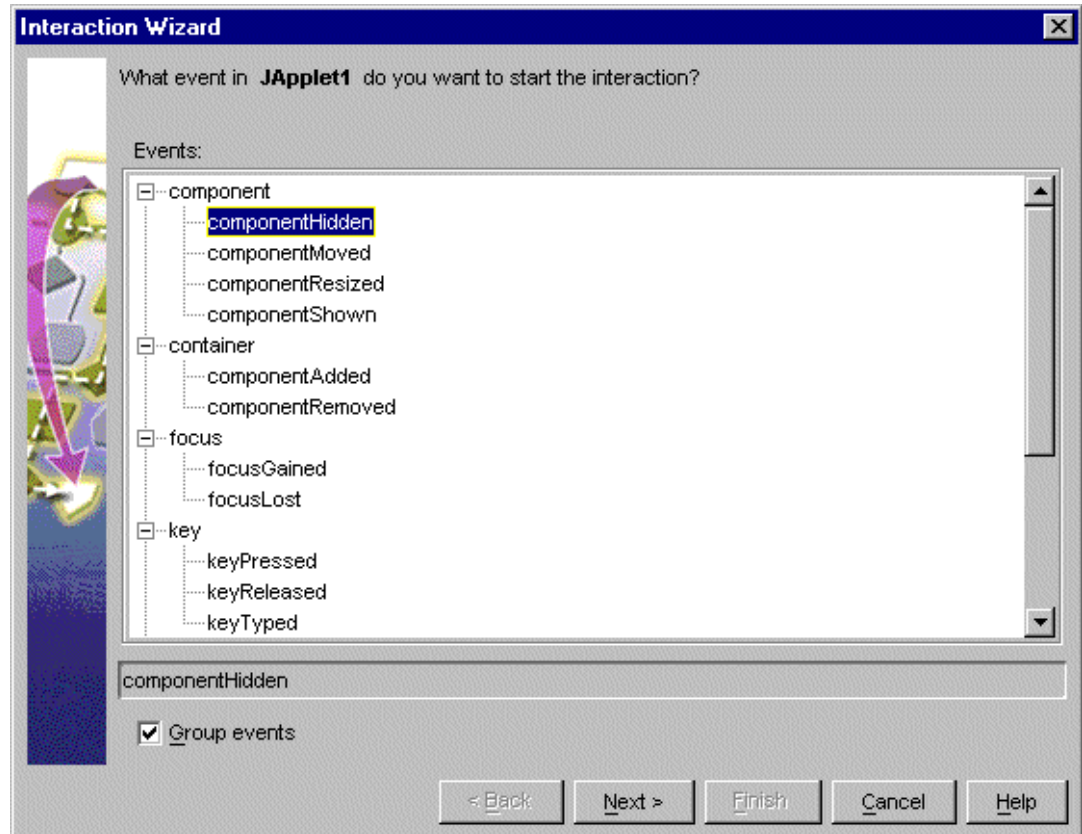 Interaction Wizard
What event in JApplet1 do you want to start the interaction?
Events:
component
componentHidden
componentMoved
componentResized
componentShown
container
componentAdded
componentRemoved
focus
focusGained
focusLost
key
keyPressed
keyReleased
keyTyped
componentHidden
Group events
< Back Next > Finish Cancel Help